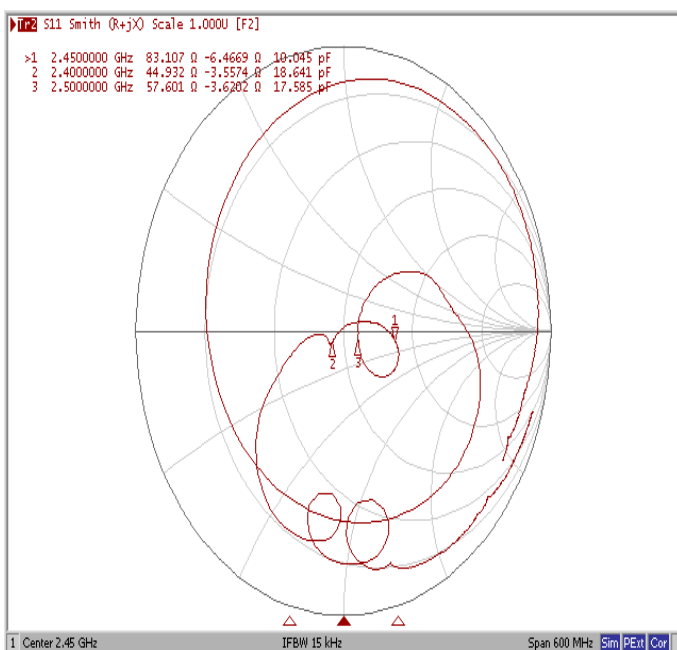 Tr2 S11 Smith (R+jX) Scale 1.000U [F2]
>1 2.4500000 GHz 83.107 Ω -6.4669 Ω 10.045 pF
2 2.4000000 GHz 44.932 Ω -3.5574 Ω 18.641 pF
3 2.5000000 GHz 57.601 Ω -3.6202 Ω 17.585 pF
1
2
3
1 Center 2.45 GHz IFBW 15 kHz Span 600 MHz Sim PExt Cor